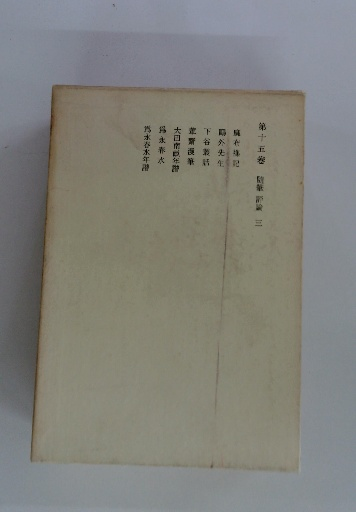 第十五巻 隨筆 評論 三
麻布襍記
鷗外先生
下谷叢話
葷齋漫筆
大田南畝年譜
爲永春水
爲永春水年譜